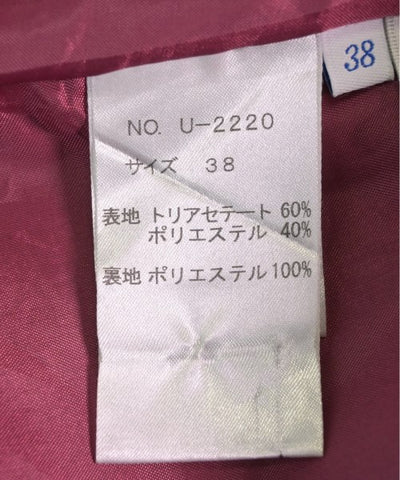 38
NO. U-2220
サイズ 38
表地 トリアセテート 60%
ポリエステル 40%
裏地 ポリエステル 100%